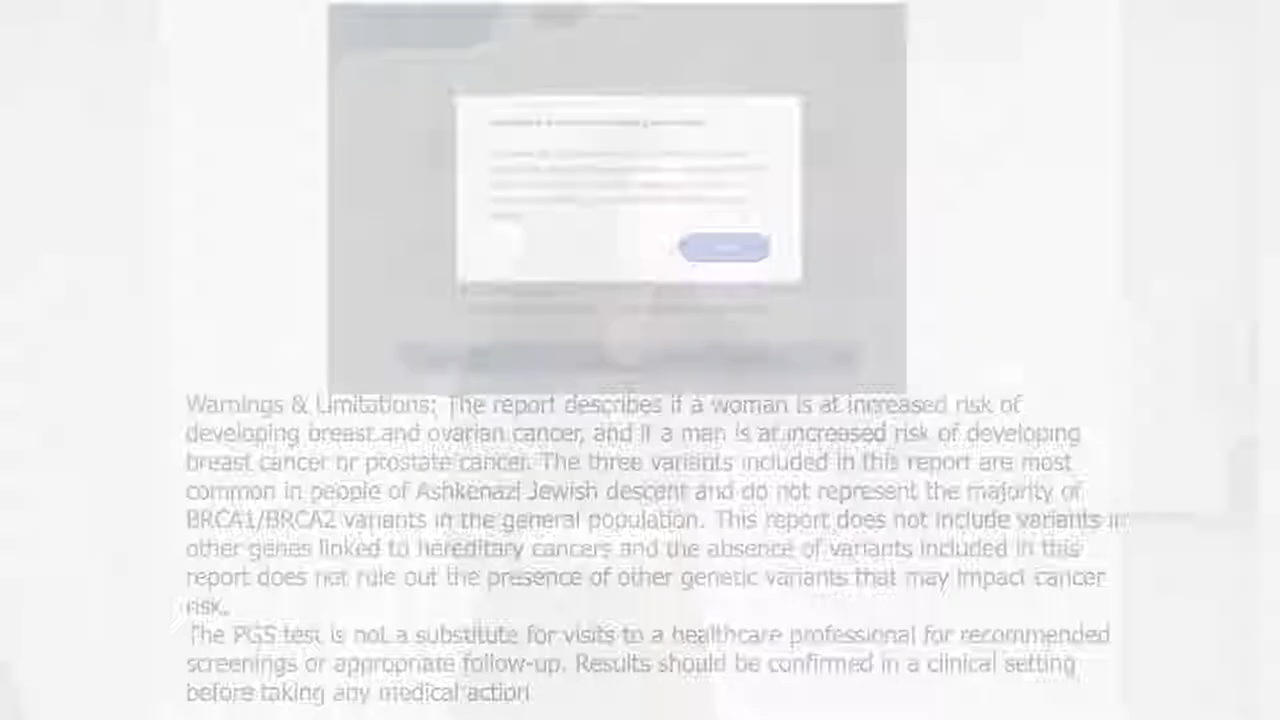 Warnings & Limitations: The report describes if a woman is at increased risk of
developing breast and ovarian cancer, and if a man is at increased risk of developing
breast cancer or prostate cancer. The three variants included in this report are most
common in people of Ashkenazi Jewish descent and do not represent the majority of
BRCA1/BRCA2 variants in the general population. This report does not include variants in
other genes linked to hereditary cancers and the absence of variants included in this
report does not rule out the presence of other genetic variants that may impact cancer
risk.
The PGS test is not a substitute for visits to a healthcare professional for recommended
screenings or appropriate follow-up. Results should be confirmed in a clinical setting
before taking any medical action